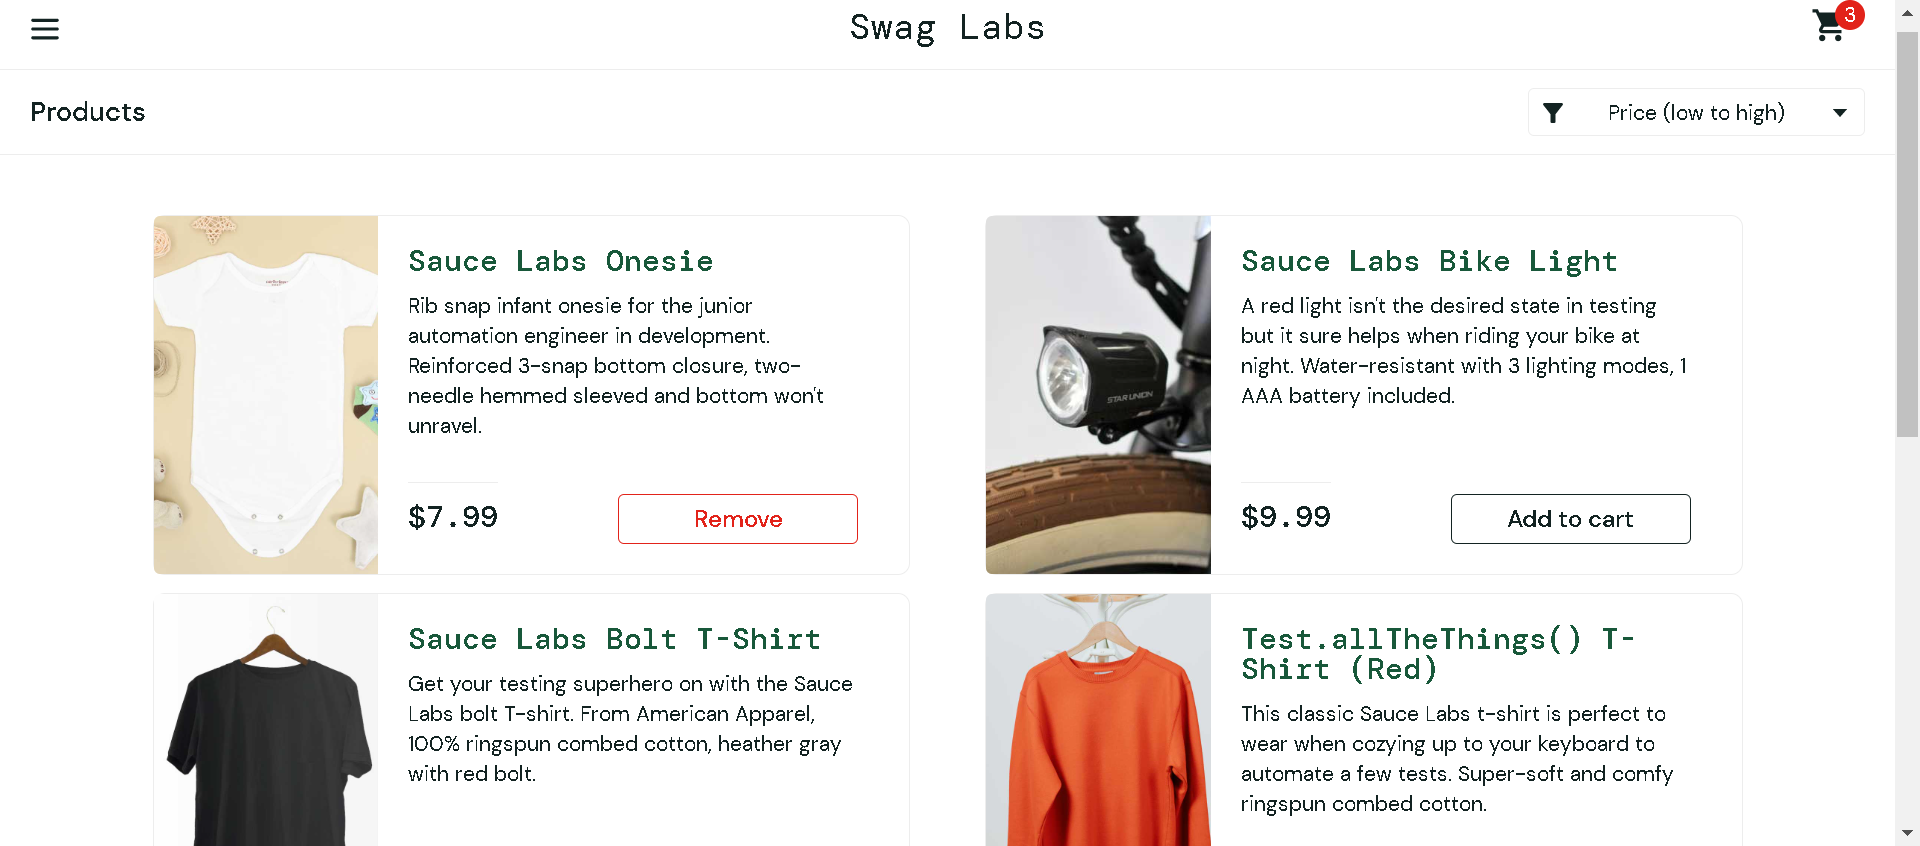 Swag Labs
3
Products
Price (low to high)
Sauce Labs Onesie
Rib snap infant onesie for the junior
automation engineer in development.
Reinforced 3-snap bottom closure, two-
needle hemmed sleeved and bottom won't
unravel.
$7.99
Remove
Sauce Labs Bike Light
A red light isn't the desired state in testing
but it sure helps when riding your bike at
night. Water-resistant with 3 lighting modes, 1
AAA battery included.
$9.99
Add to cart
STAR UNION
Sauce Labs Bolt T-Shirt
Get your testing superhero on with the Sauce
Labs bolt T-shirt. From American Apparel,
100% ringspun combed cotton, heather gray
with red bolt.
Test.allTheThings() T-
Shirt (Red)
This classic Sauce Labs t-shirt is perfect to
wear when cozying up to your keyboard to
automate a few tests. Super-soft and comfy
ringspun combed cotton.